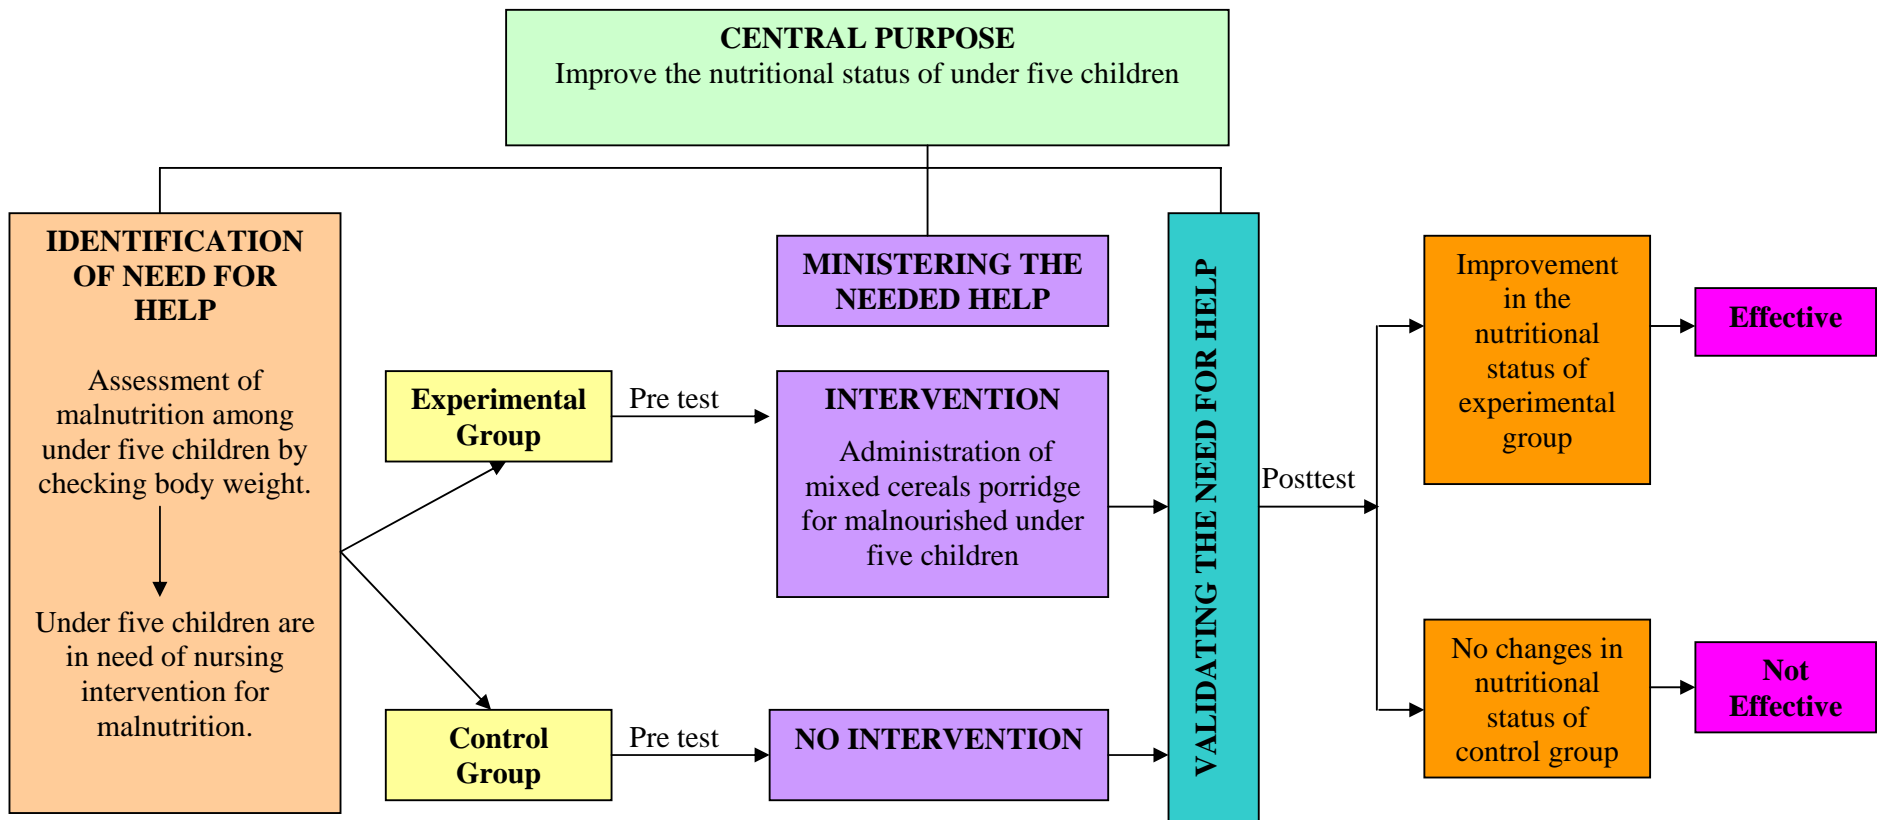 CENTRAL PURPOSE
Improve the nutritional status of under five children
IDENTIFICATION
OF NEED FOR
HELP
Assessment of
malnutrition among
under five children by
checking body weight.
Under five children are
in need of nursing
intervention for
malnutrition.
Experimental
Group
Pre test
Control
Group
Pre test
MINISTERING THE
NEEDED HELP
INTERVENTION
Administration of
mixed cereals porridge
for malnourished under
five children
NO INTERVENTION
VALIDATING THE NEED FOR HELP
Posttest
Improvement
in the
nutritional
status of
experimental
group
Effective
No changes in
nutritional
status of
control group
Not
Effective